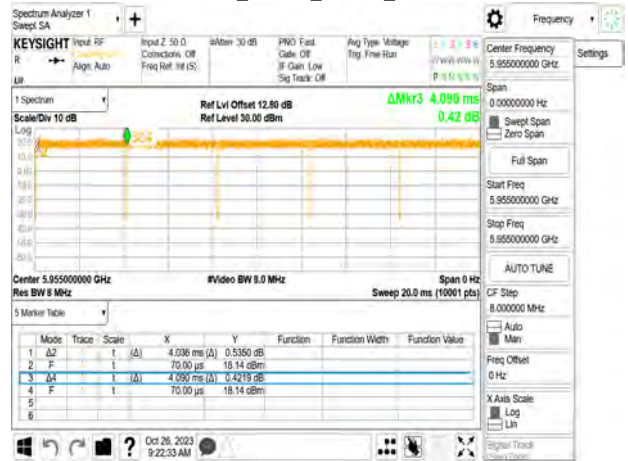 Spectrum Analyzer 1
Swept SA
+
Frequency
KEYSIGHT
Input: RF
R
Align: Auto
Input Z: 50 Ω
Corrections: Off
Freq Ref: Int (S)
#Atten: 30 dB
PNO: Fast
Gate: Off
IF Gain: Low
Sig Track: Off
Avg Type: Voltage
Trig: Free Run
Center Frequency
5.955000000 GHz
Settings
Span
0.00000000 Hz
Swept Span
Zero Span
Full Span
Start Freq
5.955000000 GHz
Stop Freq
5.955000000 GHz
AUTO TUNE
CF Step
8.000000 MHz
Auto
Man
Freq Offset
0 Hz
X Axis Scale
Log
Lin
Signal Track
1 Spectrum
Scale/Div 10 dB
Log
Ref Lvl Offset 12.80 dB
Ref Level 30.00 dBm
ΔMkr3 4.090 ms
0.42 dB
Center 5.955000000 GHz
Res BW 8 MHz
#Video BW 8.0 MHz
Span 0 Hz
Sweep 20.0 ms (10001 pts)
5 Marker Table
Mode Trace Scale X Y Function Function Width Function Value
1 Δ2 t (Δ) 4.036 ms (Δ) 0.5350 dB
2 F t 70.00 µs 18.14 dBm
3 Δ4 t (Δ) 4.090 ms (Δ) 0.4219 dB
4 F t 70.00 µs 18.14 dBm
5
6
?
Oct 26, 2023
9:22:33 AM